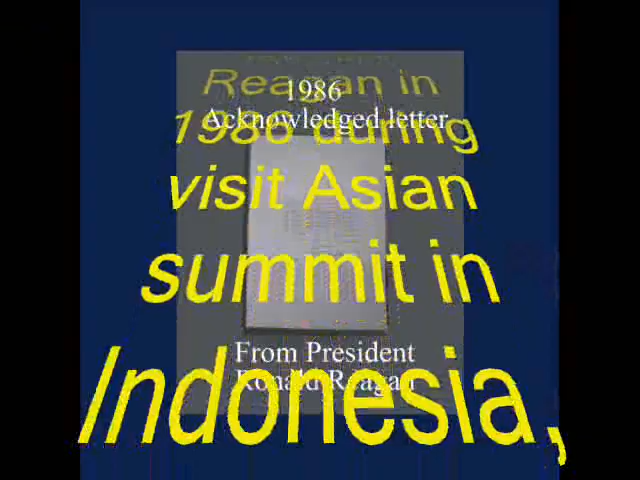 Reagan in
1986
1986 during
Acknowledged letter
visit Asian
summit in
From President
Ronald Reagan
Indonesia,